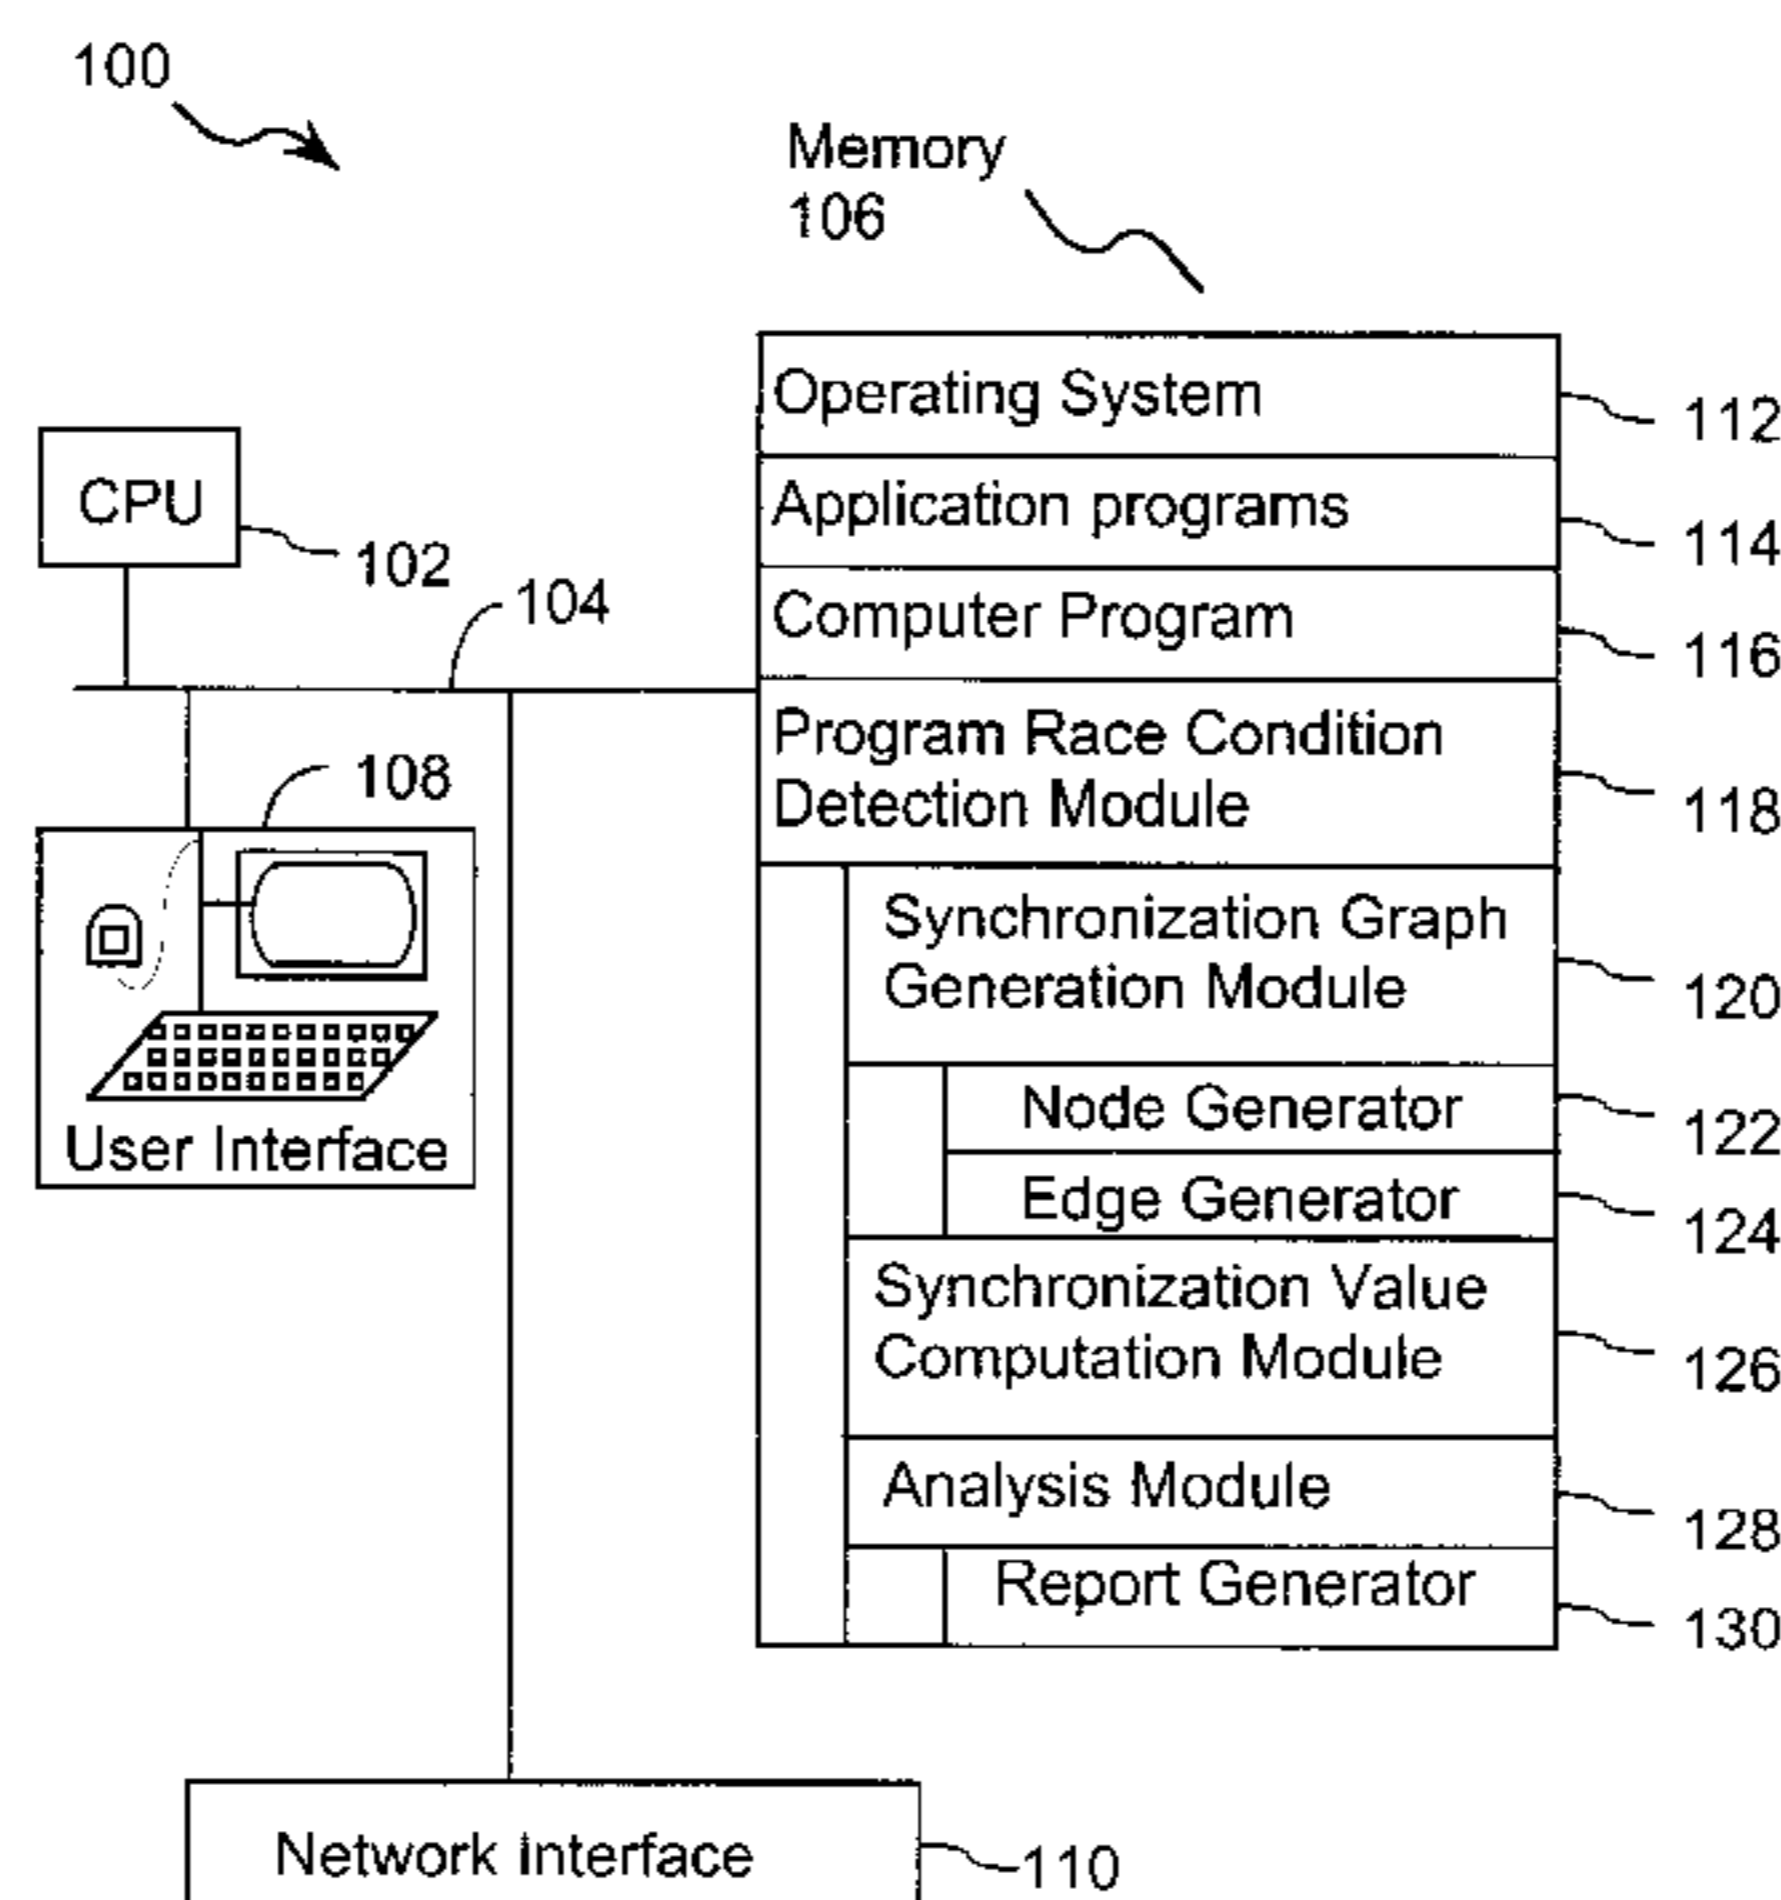 100
Memory
106
Operating System
112
CPU
Application programs
114
102
104
Computer Program
116
Program Race Condition
Detection Module
118
108
Synchronization Graph
Generation Module
120
Node Generator
122
User Interface
Edge Generator
124
Synchronization Value
Computation Module
126
Analysis Module
128
Report Generator
130
Network Interface
110